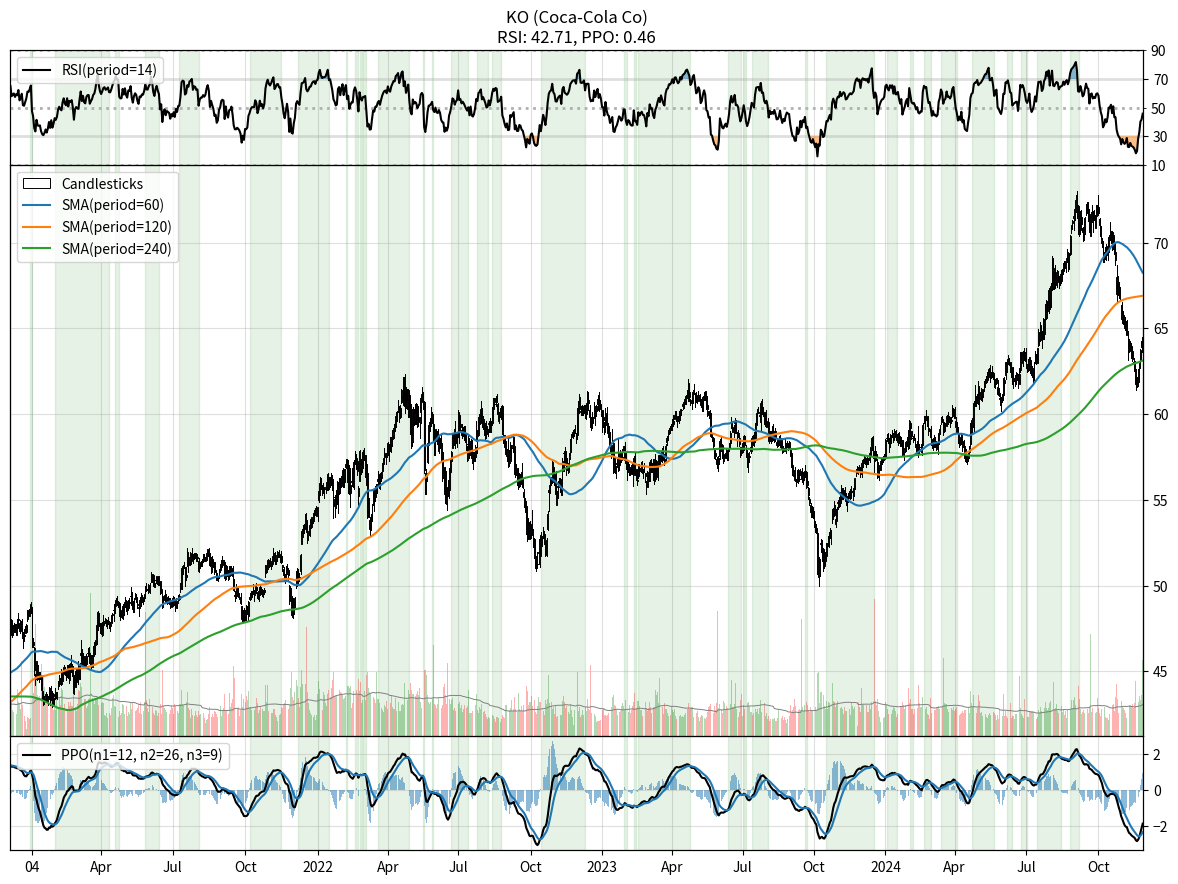 KO (Coca-Cola Co)
RSI: 42.71, PPO: 0.46
RSI(period=14)
90
70
50
30
10
Candlesticks
SMA(period=60)
SMA(period=120)
SMA(period=240)
70
65
60
55
50
45
PPO(n1=12, n2=26, n3=9)
2
0
−2
04 Apr Jul Oct 2022 Apr Jul Oct 2023 Apr Jul Oct 2024 Apr Jul Oct